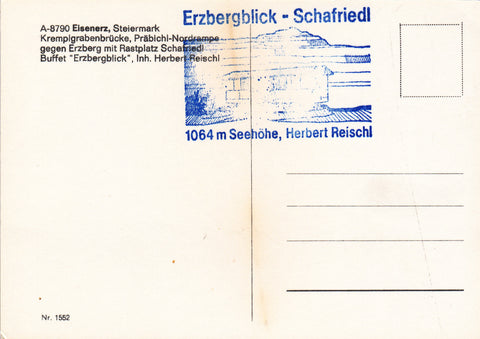 Erzbergblick - Schafriedl
A-8790 Eisenerz, Steiermark
Kremplgrabenbrücke, Präbichl-Nordrampe
gegen Erzberg mit Rastplatz Schafriedl
Buffet "Erzbergblick", Inh. Herbert Reischl
1064 m Seehöhe, Herbert Reischl
Nr. 1552